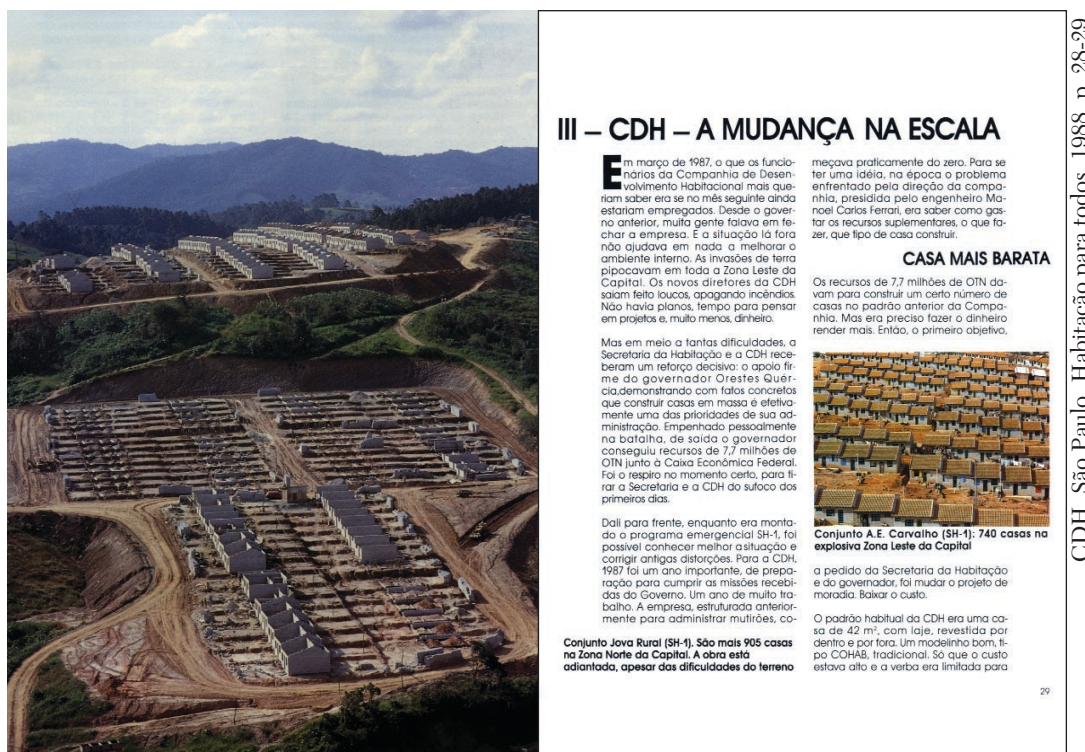 III – CDH – A MUDANÇA NA ESCALA
Em março de 1987, o que os funcio-
nários da Companhia de Desen-
volvimento Habitacional mais que-
riam saber era se no mês seguinte ainda
estariam empregados. Desde o gover-
no anterior, muita gente falava em fe-
char a empresa. E a situação lá fora
não ajudava em nada a melhorar o
ambiente interno. As invasões de terra
pipocavam em toda a Zona Leste da
Capital. Os novos diretores da CDH
saiam feito loucos, apagando incêndios.
Não havia planos, tempo para pensar
em projetos e, muito menos, dinheiro.
Mas em meio a tantas dificuldades, a
Secretaria da Habitação e a CDH rece-
beram um reforço decisivo: o apoio fir-
me do governador Orestes Quér-
cia,demonstrando com fatos concretos
que construir casas em massa é efetiva-
mente uma das prioridades de sua ad-
ministração. Empenhado pessoalmente
na batalha, de saída o governador
conseguiu recursos de 7,7 milhões de
OTN junto à Caixa Econômica Federal.
Foi o respiro no momento certo, para ti-
rar a Secretaria e a CDH do sufoco dos
primeiros dias.
Dali para frente, enquanto era monta-
do o programa emergencial SH-1, foi
possível conhecer melhor a situação e
corrigir antigas distorções. Para a CDH,
1987 foi um ano importante, de prepa-
ração para cumprir as missões recebi-
das do Governo. Um ano de muito tra-
balho. A empresa, estruturada anterior-
mente para administrar mutirões, co-
Conjunto Jova Rural (SH-1). São mais 905 casas
na Zona Norte da Capital. A obra está
adiantada, apesar das dificuldades do terreno
meçava praticamente do zero. Para se
ter uma idéia, na época o problema
enfrentado pela direção da compa-
nhia, presidida pelo engenheiro Ma-
noel Carlos Ferrari, era saber como gas-
tar os recursos suplementares, o que fa-
zer, que tipo de casa construir.
CASA MAIS BARATA
Os recursos de 7,7 milhões de OTN da-
vam para construir um certo número de
casas no padrão anterior da Compa-
nhia. Mas era preciso fazer o dinheiro
render mais. Então, o primeiro objetivo,
Conjunto A.E. Carvalho (SH-1): 740 casas na
explosiva Zona Leste da Capital
a pedido da Secretaria da Habitação
e do governador, foi mudar o projeto de
moradia. Baixar o custo.
O padrão habitual da CDH era uma ca-
sa de 42 m², com laje, revestida por
dentro e por fora. Um modelinho bom, ti-
po COHAB, tradicional. Só que o custo
estava alto e a verba era limitada para
29
CDH. São Paulo. Habitação para todos, 1988, p. 28-29